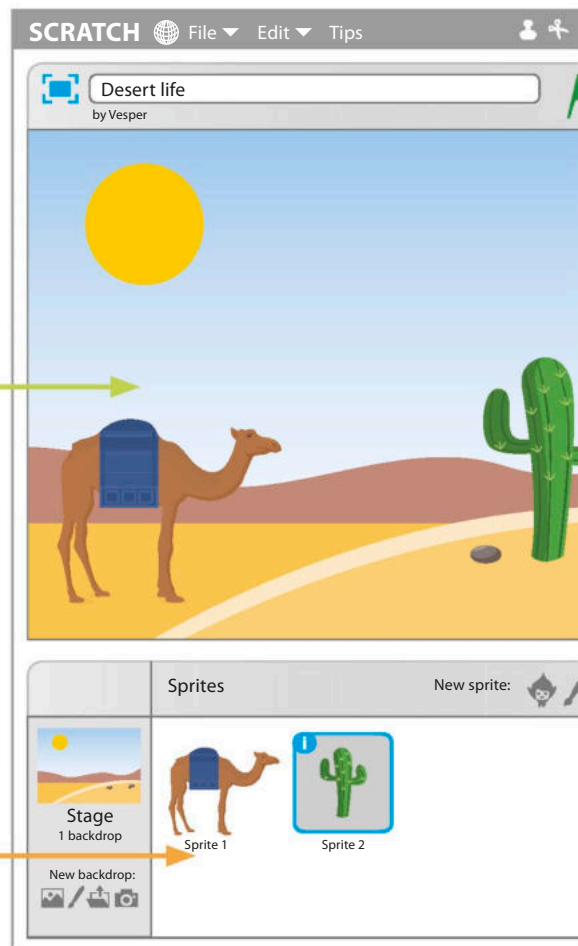 SCRATCH File Edit Tips
Desert life
by Vesper
Sprites New sprite:
Stage
1 backdrop
New backdrop:
Sprite 1 Sprite 2